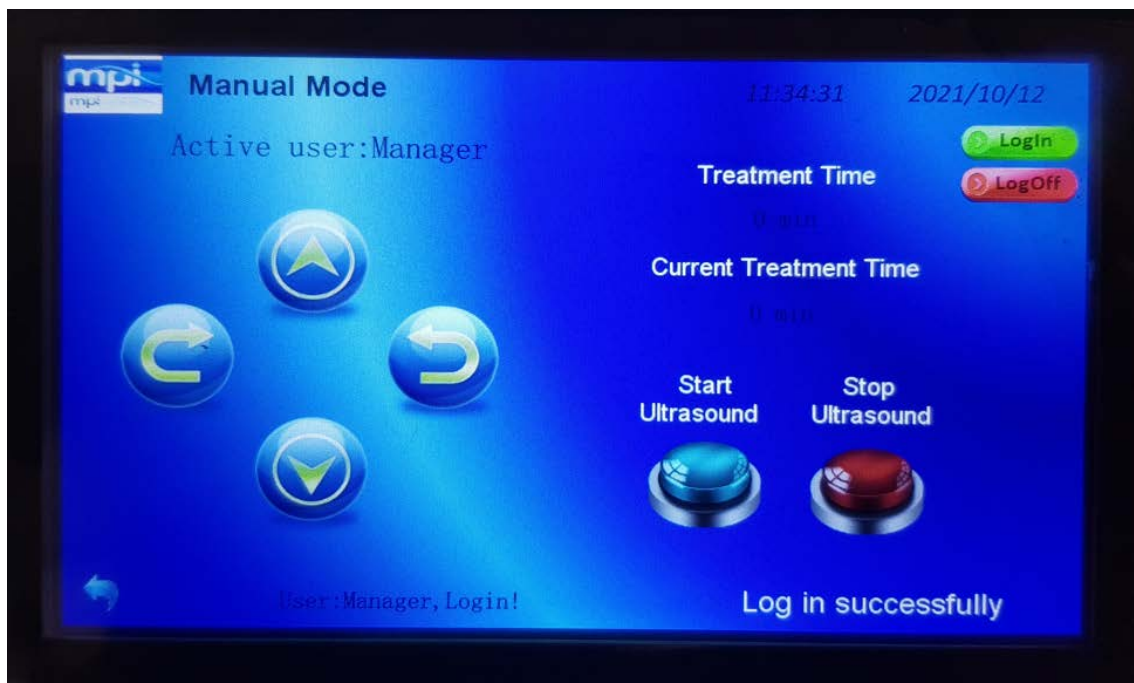 mpi
mpi
Manual Mode
11:34:31
2021/10/12
Active user:Manager
LogIn
LogOff
Treatment Time
0 min
Current Treatment Time
0 min
Start
Ultrasound
Stop
Ultrasound
User:Manager,Login!
Log in successfully